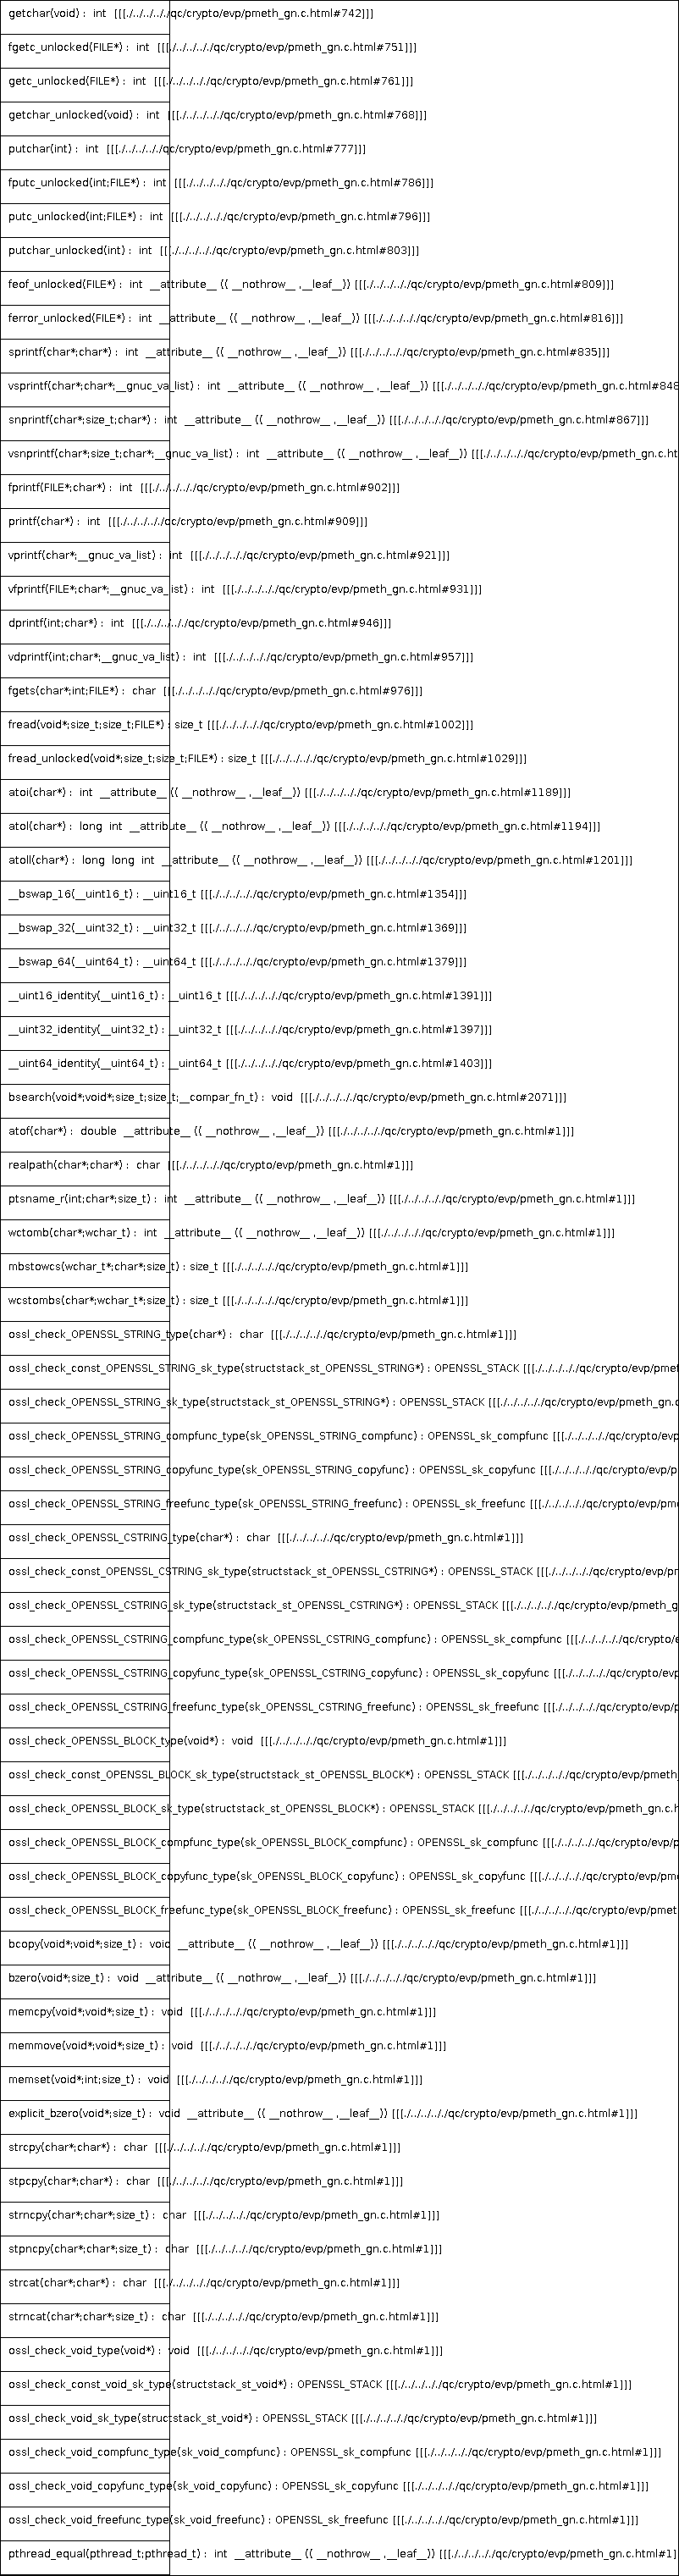 getchar(void) : int [[[./../../../qc/crypto/evp/pmeth_gn.c.html#742]]]
fgetc_unlocked(FILE*) : int [[[./../../../qc/crypto/evp/pmeth_gn.c.html#751]]]
getc_unlocked(FILE*) : int [[[./../../../qc/crypto/evp/pmeth_gn.c.html#761]]]
getchar_unlocked(void) : int [[[./../../../qc/crypto/evp/pmeth_gn.c.html#768]]]
putchar(int) : int [[[./../../../qc/crypto/evp/pmeth_gn.c.html#777]]]
fputc_unlocked(int;FILE*) : int [[[./../../../qc/crypto/evp/pmeth_gn.c.html#786]]]
putc_unlocked(int;FILE*) : int [[[./../../../qc/crypto/evp/pmeth_gn.c.html#796]]]
putchar_unlocked(int) : int [[[./../../../qc/crypto/evp/pmeth_gn.c.html#803]]]
feof_unlocked(FILE*) : int __attribute__ (( __nothrow__ ,__leaf__)) [[[./../../../qc/crypto/evp/pmeth_gn.c.html#809]]]
ferror_unlocked(FILE*) : int __attribute__ (( __nothrow__ ,__leaf__)) [[[./../../../qc/crypto/evp/pmeth_gn.c.html#816]]]
sprintf(char*;char*) : int __attribute__ (( __nothrow__ ,__leaf__)) [[[./../../../qc/crypto/evp/pmeth_gn.c.html#835]]]
vsprintf(char*;char*;__gnuc_va_list) : int __attribute__ (( __nothrow__ ,__leaf__)) [[[./../../../qc/crypto/evp/pmeth_gn.c.html#848
snprintf(char*;size_t;char*) : int __attribute__ (( __nothrow__ ,__leaf__)) [[[./../../../qc/crypto/evp/pmeth_gn.c.html#867]]]
vsnprintf(char*;size_t;char*;__gnuc_va_list) : int __attribute__ (( __nothrow__ ,__leaf__)) [[[./../../../qc/crypto/evp/pmeth_gn.c.ht
fprintf(FILE*;char*) : int [[[./../../../qc/crypto/evp/pmeth_gn.c.html#902]]]
printf(char*) : int [[[./../../../qc/crypto/evp/pmeth_gn.c.html#909]]]
vprintf(char*;__gnuc_va_list) : int [[[./../../../qc/crypto/evp/pmeth_gn.c.html#921]]]
vfprintf(FILE*;char*;__gnuc_va_list) : int [[[./../../../qc/crypto/evp/pmeth_gn.c.html#931]]]
dprintf(int;char*) : int [[[./../../../qc/crypto/evp/pmeth_gn.c.html#946]]]
vdprintf(int;char*;__gnuc_va_list) : int [[[./../../../qc/crypto/evp/pmeth_gn.c.html#957]]]
fgets(char*;int;FILE*) : char [[[./../../../qc/crypto/evp/pmeth_gn.c.html#976]]]
fread(void*;size_t;size_t;FILE*) : size_t [[[./../../../qc/crypto/evp/pmeth_gn.c.html#1002]]]
fread_unlocked(void*;size_t;size_t;FILE*) : size_t [[[./../../../qc/crypto/evp/pmeth_gn.c.html#1029]]]
atoi(char*) : int __attribute__ (( __nothrow__ ,__leaf__)) [[[./../../../qc/crypto/evp/pmeth_gn.c.html#1189]]]
atol(char*) : long int __attribute__ (( __nothrow__ ,__leaf__)) [[[./../../../qc/crypto/evp/pmeth_gn.c.html#1194]]]
atoll(char*) : long long int __attribute__ (( __nothrow__ ,__leaf__)) [[[./../../../qc/crypto/evp/pmeth_gn.c.html#1201]]]
__bswap_16(__uint16_t) : __uint16_t [[[./../../../qc/crypto/evp/pmeth_gn.c.html#1354]]]
__bswap_32(__uint32_t) : __uint32_t [[[./../../../qc/crypto/evp/pmeth_gn.c.html#1369]]]
__bswap_64(__uint64_t) : __uint64_t [[[./../../../qc/crypto/evp/pmeth_gn.c.html#1379]]]
__uint16_identity(__uint16_t) : __uint16_t [[[./../../../qc/crypto/evp/pmeth_gn.c.html#1391]]]
__uint32_identity(__uint32_t) : __uint32_t [[[./../../../qc/crypto/evp/pmeth_gn.c.html#1397]]]
__uint64_identity(__uint64_t) : __uint64_t [[[./../../../qc/crypto/evp/pmeth_gn.c.html#1403]]]
bsearch(void*;void*;size_t;size_t;__compar_fn_t) : void [[[./../../../qc/crypto/evp/pmeth_gn.c.html#2071]]]
atof(char*) : double __attribute__ (( __nothrow__ ,__leaf__)) [[[./../../../qc/crypto/evp/pmeth_gn.c.html#1]]]
realpath(char*;char*) : char [[[./../../../qc/crypto/evp/pmeth_gn.c.html#1]]]
ptsname_r(int;char*;size_t) : int __attribute__ (( __nothrow__ ,__leaf__)) [[[./../../../qc/crypto/evp/pmeth_gn.c.html#1]]]
wctomb(char*;wchar_t) : int __attribute__ (( __nothrow__ ,__leaf__)) [[[./../../../qc/crypto/evp/pmeth_gn.c.html#1]]]
mbstowcs(wchar_t*;char*;size_t) : size_t [[[./../../../qc/crypto/evp/pmeth_gn.c.html#1]]]
wcstombs(char*;wchar_t*;size_t) : size_t [[[./../../../qc/crypto/evp/pmeth_gn.c.html#1]]]
ossl_check_OPENSSL_STRING_type(char*) : char [[[./../../../qc/crypto/evp/pmeth_gn.c.html#1]]]
ossl_check_const_OPENSSL_STRING_sk_type(structstack_st_OPENSSL_STRING*) : OPENSSL_STACK [[[./../../../qc/crypto/evp/pmet
ossl_check_OPENSSL_STRING_sk_type(structstack_st_OPENSSL_STRING*) : OPENSSL_STACK [[[./../../../qc/crypto/evp/pmeth_gn.c
ossl_check_OPENSSL_STRING_compfunc_type(sk_OPENSSL_STRING_compfunc) : OPENSSL_sk_compfunc [[[./../../../qc/crypto/evp
ossl_check_OPENSSL_STRING_copyfunc_type(sk_OPENSSL_STRING_copyfunc) : OPENSSL_sk_copyfunc [[[./../../../qc/crypto/evp/p
ossl_check_OPENSSL_STRING_freefunc_type(sk_OPENSSL_STRING_freefunc) : OPENSSL_sk_freefunc [[[./../../../qc/crypto/evp/pme
ossl_check_OPENSSL_CSTRING_type(char*) : char [[[./../../../qc/crypto/evp/pmeth_gn.c.html#1]]]
ossl_check_const_OPENSSL_CSTRING_sk_type(structstack_st_OPENSSL_CSTRING*) : OPENSSL_STACK [[[./../../../qc/crypto/evp/pm
ossl_check_OPENSSL_CSTRING_sk_type(structstack_st_OPENSSL_CSTRING*) : OPENSSL_STACK [[[./../../../qc/crypto/evp/pmeth_g
ossl_check_OPENSSL_CSTRING_compfunc_type(sk_OPENSSL_CSTRING_compfunc) : OPENSSL_sk_compfunc [[[./../../../qc/crypto/e
ossl_check_OPENSSL_CSTRING_copyfunc_type(sk_OPENSSL_CSTRING_copyfunc) : OPENSSL_sk_copyfunc [[[./../../../qc/crypto/evp
ossl_check_OPENSSL_CSTRING_freefunc_type(sk_OPENSSL_CSTRING_freefunc) : OPENSSL_sk_freefunc [[[./../../../qc/crypto/evp/p
ossl_check_OPENSSL_BLOCK_type(void*) : void [[[./../../../qc/crypto/evp/pmeth_gn.c.html#1]]]
ossl_check_const_OPENSSL_BLOCK_sk_type(structstack_st_OPENSSL_BLOCK*) : OPENSSL_STACK [[[./../../../qc/crypto/evp/pmeth_
ossl_check_OPENSSL_BLOCK_sk_type(structstack_st_OPENSSL_BLOCK*) : OPENSSL_STACK [[[./../../../qc/crypto/evp/pmeth_gn.c.h
ossl_check_OPENSSL_BLOCK_compfunc_type(sk_OPENSSL_BLOCK_compfunc) : OPENSSL_sk_compfunc [[[./../../../qc/crypto/evp/p
ossl_check_OPENSSL_BLOCK_copyfunc_type(sk_OPENSSL_BLOCK_copyfunc) : OPENSSL_sk_copyfunc [[[./../../../qc/crypto/evp/pme
ossl_check_OPENSSL_BLOCK_freefunc_type(sk_OPENSSL_BLOCK_freefunc) : OPENSSL_sk_freefunc [[[./../../../qc/crypto/evp/pmet
bcopy(void*;void*;size_t) : void __attribute__ (( __nothrow__ ,__leaf__)) [[[./../../../qc/crypto/evp/pmeth_gn.c.html#1]]]
bzero(void*;size_t) : void __attribute__ (( __nothrow__ ,__leaf__)) [[[./../../../qc/crypto/evp/pmeth_gn.c.html#1]]]
memcpy(void*;void*;size_t) : void [[[./../../../qc/crypto/evp/pmeth_gn.c.html#1]]]
memmove(void*;void*;size_t) : void [[[./../../../qc/crypto/evp/pmeth_gn.c.html#1]]]
memset(void*;int;size_t) : void [[[./../../../qc/crypto/evp/pmeth_gn.c.html#1]]]
explicit_bzero(void*;size_t) : void __attribute__ (( __nothrow__ ,__leaf__)) [[[./../../../qc/crypto/evp/pmeth_gn.c.html#1]]]
strcpy(char*;char*) : char [[[./../../../qc/crypto/evp/pmeth_gn.c.html#1]]]
stpcpy(char*;char*) : char [[[./../../../qc/crypto/evp/pmeth_gn.c.html#1]]]
strncpy(char*;char*;size_t) : char [[[./../../../qc/crypto/evp/pmeth_gn.c.html#1]]]
stpncpy(char*;char*;size_t) : char [[[./../../../qc/crypto/evp/pmeth_gn.c.html#1]]]
strcat(char*;char*) : char [[[./../../../qc/crypto/evp/pmeth_gn.c.html#1]]]
strncat(char*;char*;size_t) : char [[[./../../../qc/crypto/evp/pmeth_gn.c.html#1]]]
ossl_check_void_type(void*) : void [[[./../../../qc/crypto/evp/pmeth_gn.c.html#1]]]
ossl_check_const_void_sk_type(structstack_st_void*) : OPENSSL_STACK [[[./../../../qc/crypto/evp/pmeth_gn.c.html#1]]]
ossl_check_void_sk_type(structstack_st_void*) : OPENSSL_STACK [[[./../../../qc/crypto/evp/pmeth_gn.c.html#1]]]
ossl_check_void_compfunc_type(sk_void_compfunc) : OPENSSL_sk_compfunc [[[./../../../qc/crypto/evp/pmeth_gn.c.html#1]]]
ossl_check_void_copyfunc_type(sk_void_copyfunc) : OPENSSL_sk_copyfunc [[[./../../../qc/crypto/evp/pmeth_gn.c.html#1]]]
ossl_check_void_freefunc_type(sk_void_freefunc) : OPENSSL_sk_freefunc [[[./../../../qc/crypto/evp/pmeth_gn.c.html#1]]]
pthread_equal(pthread_t;pthread_t) : int __attribute__ (( __nothrow__ ,__leaf__)) [[[./../../../qc/crypto/evp/pmeth_gn.c.html#1]